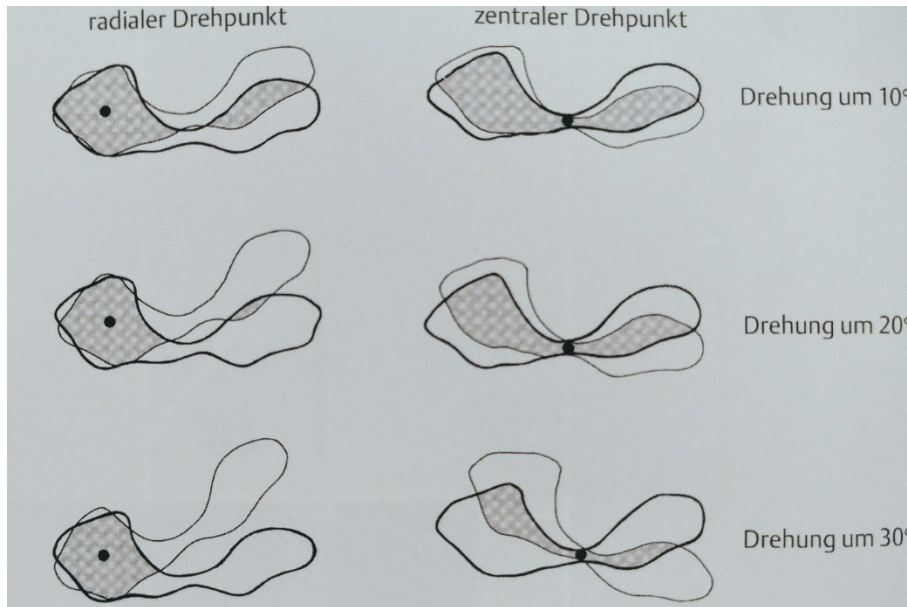 radialer Drehpunkt
zentraler Drehpunkt
Drehung um 10°
Drehung um 20°
Drehung um 30°